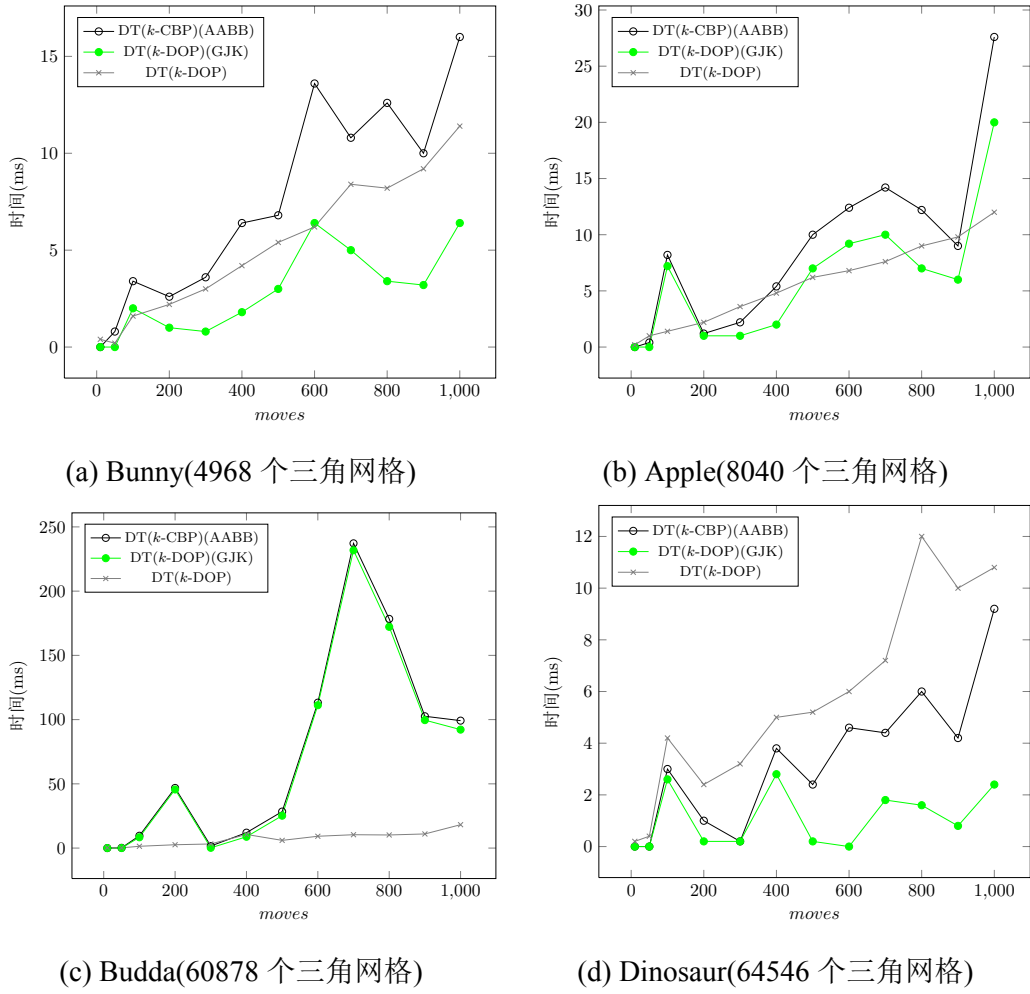 DT(k-CBP)(AABB)
DT(k-DOP)(GJK)
DT(k-DOP)
15
10
5
0
时间(ms)
0 200 400 600 800 1,000
moves
(a) Bunny(4968 个三角网格)
DT(k-CBP)(AABB)
DT(k-DOP)(GJK)
DT(k-DOP)
30
25
20
15
10
5
0
时间(ms)
0 200 400 600 800 1,000
moves
(b) Apple(8040 个三角网格)
DT(k-CBP)(AABB)
DT(k-DOP)(GJK)
DT(k-DOP)
250
200
150
100
50
0
时间(ms)
0 200 400 600 800 1,000
moves
(c) Budda(60878 个三角网格)
DT(k-CBP)(AABB)
DT(k-DOP)(GJK)
DT(k-DOP)
12
10
8
6
4
2
0
时间(ms)
0 200 400 600 800 1,000
moves
(d) Dinosaur(64546 个三角网格)